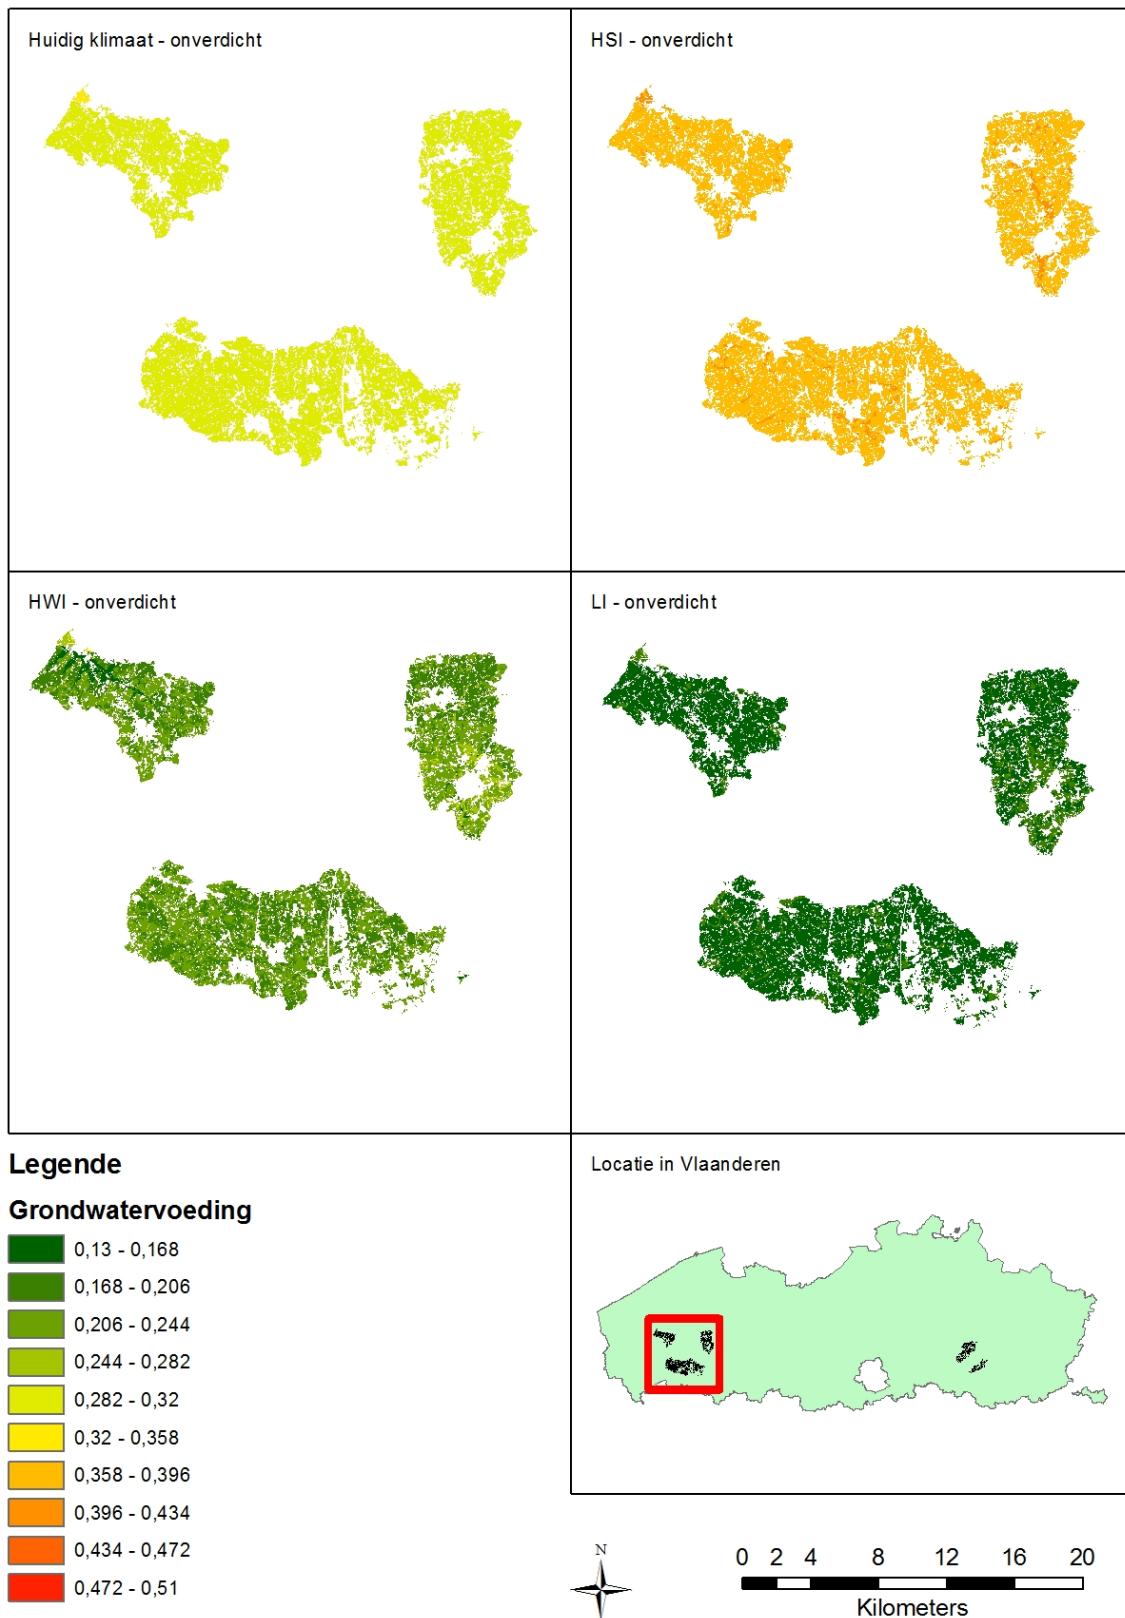 Huidig klimaat - onverdicht
HSI - onverdicht
HWI - onverdicht
LI - onverdicht
Legende
Grondwatervoeding
0,13 - 0,168
0,168 - 0,206
0,206 - 0,244
0,244 - 0,282
0,282 - 0,32
0,32 - 0,358
0,358 - 0,396
0,396 - 0,434
0,434 - 0,472
0,472 - 0,51
Locatie in Vlaanderen
N
0 2 4 8 12 16 20
Kilometers